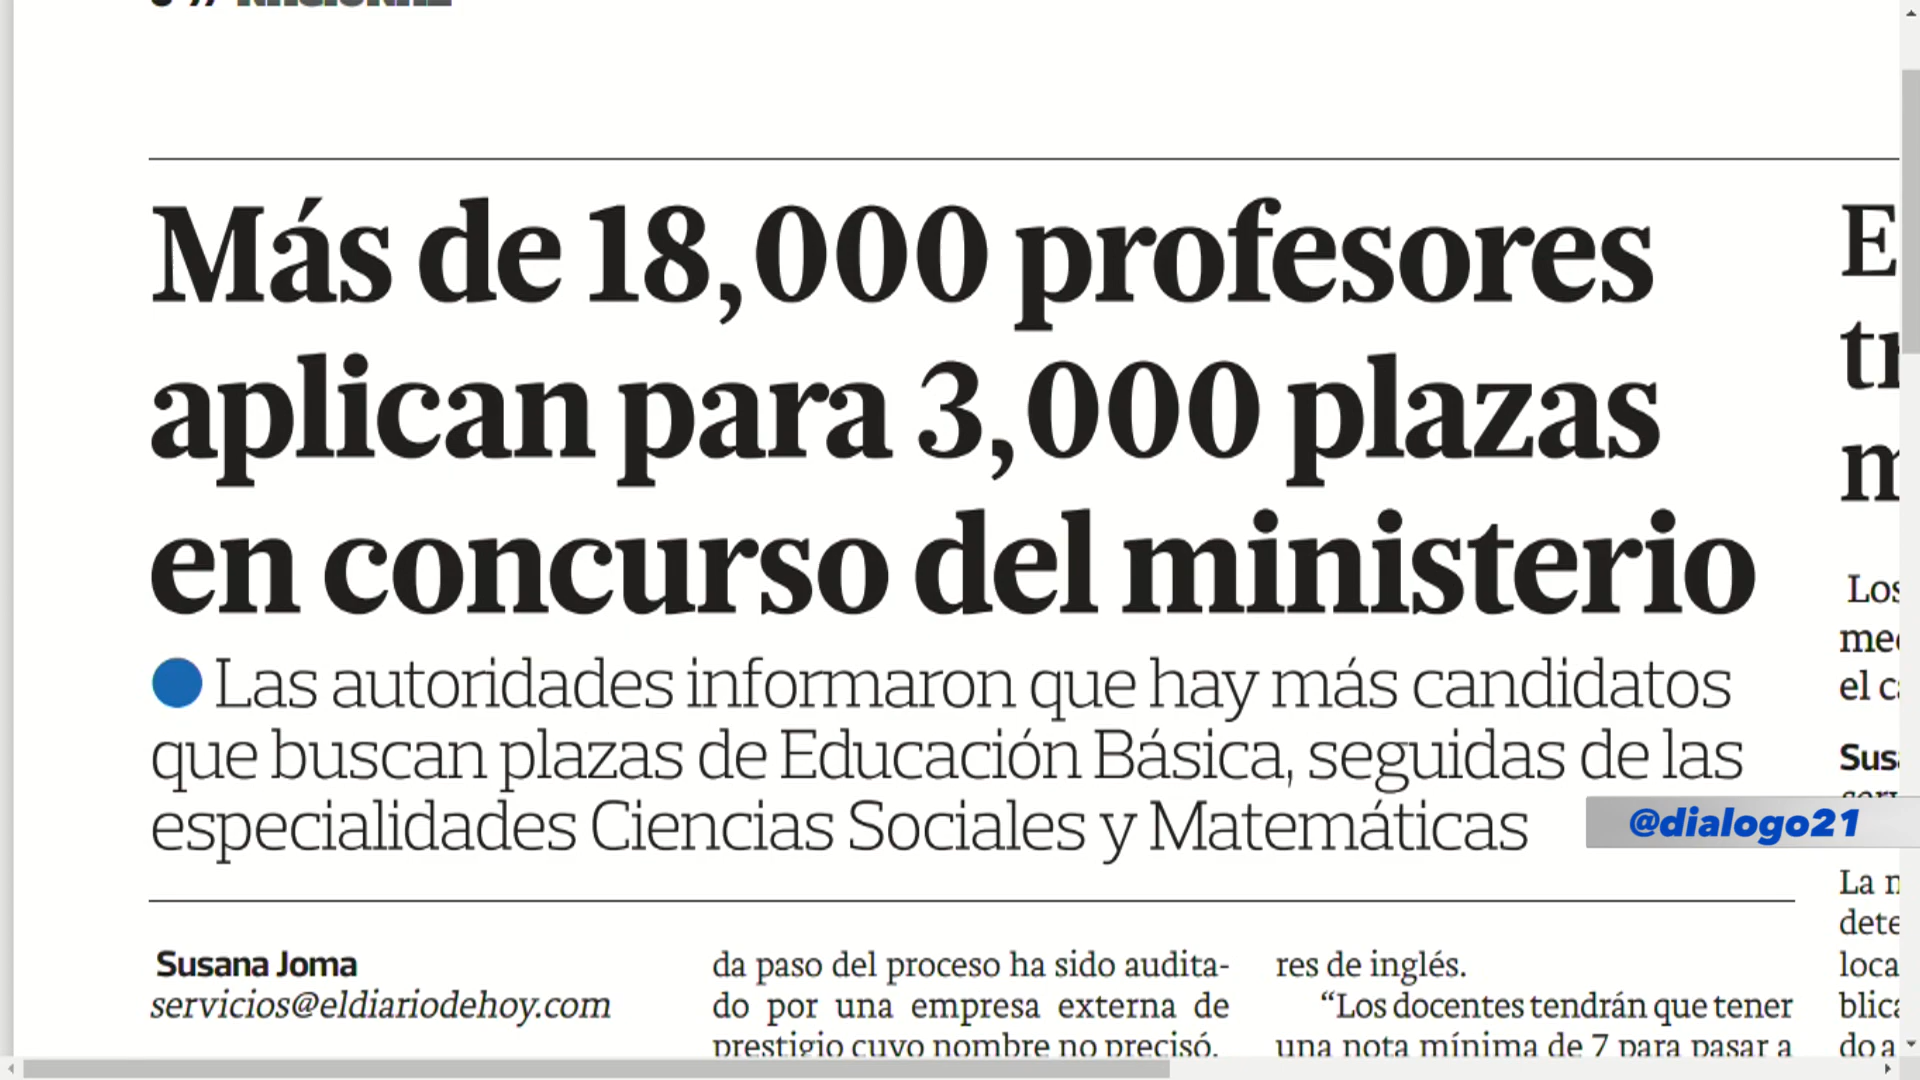 Más de 18,000 profesores
aplican para 3,000 plazas
en concurso del ministerio
Las autoridades informaron que hay más candidatos
que buscan plazas de Educación Básica, seguidas de las
especialidades Ciencias Sociales y Matemáticas
Susana Joma
servicios@eldiariodehoy.com
da paso del proceso ha sido audita-
do por una empresa externa de
prestigio cuyo nombre no precisó.
res de inglés.
“Los docentes tendrán que tener
una nota mínima de 7 para pasar a
Los
el
@dialogo21
La